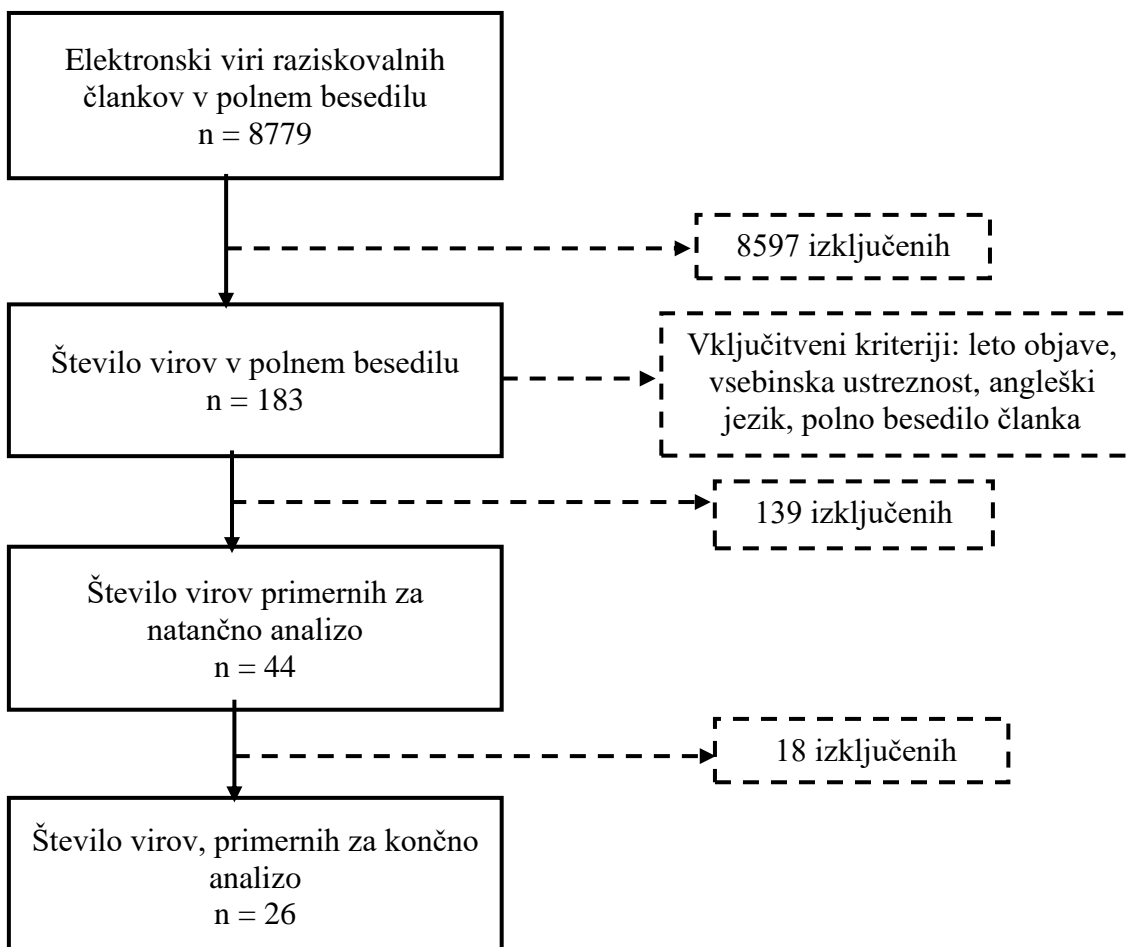 Elektronski viri raziskovalnih
člankov v polnem besedilu
n = 8779
8597 izključenih
Število virov v polnem besedilu
n = 183
Vključitveni kriteriji: leto objave,
vsebinska ustreznost, angleški
jezik, polno besedilo članka
139 izključenih
Število virov primernih za
natančno analizo
n = 44
18 izključenih
Število virov, primernih za končno
analizo
n = 26